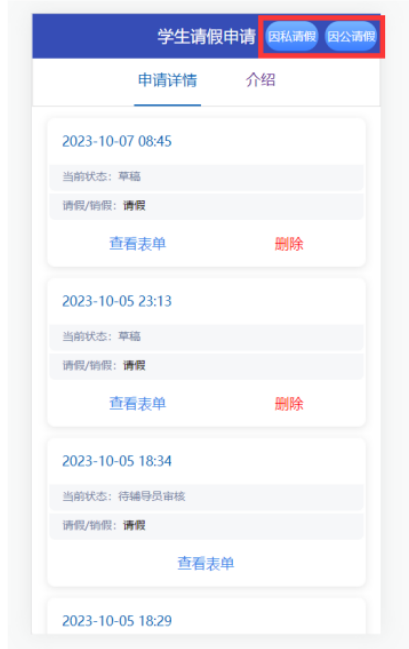 学生请假申请 因私请假 因公请假
申请详情 介绍
2023-10-07 08:45
当前状态：草稿
请假/销假：请假
查看表单 删除
2023-10-05 23:13
当前状态：草稿
请假/销假：请假
查看表单 删除
2023-10-05 18:34
当前状态：待辅导员审核
请假/销假：请假
查看表单
2023-10-05 18:29